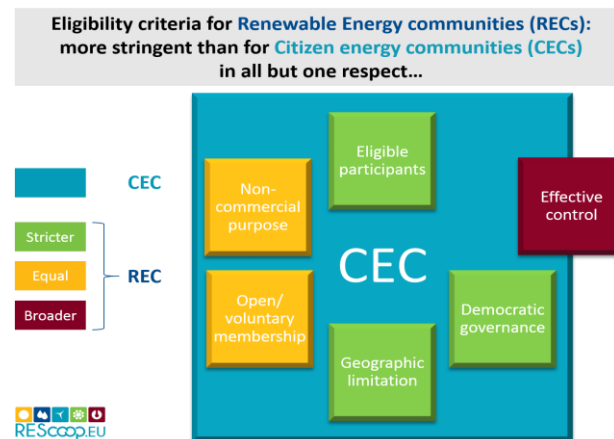 Eligibility criteria for Renewable Energy communities (RECs):
more stringent than for Citizen energy communities (CECs)
in all but one respect…
CEC
Stricter
Equal
Broader
REC
Eligible
participants
Non-
commercial
purpose
Effective
control
CEC
Open/
voluntary
membership
Democratic
governance
Geographic
limitation
REScoop.EU